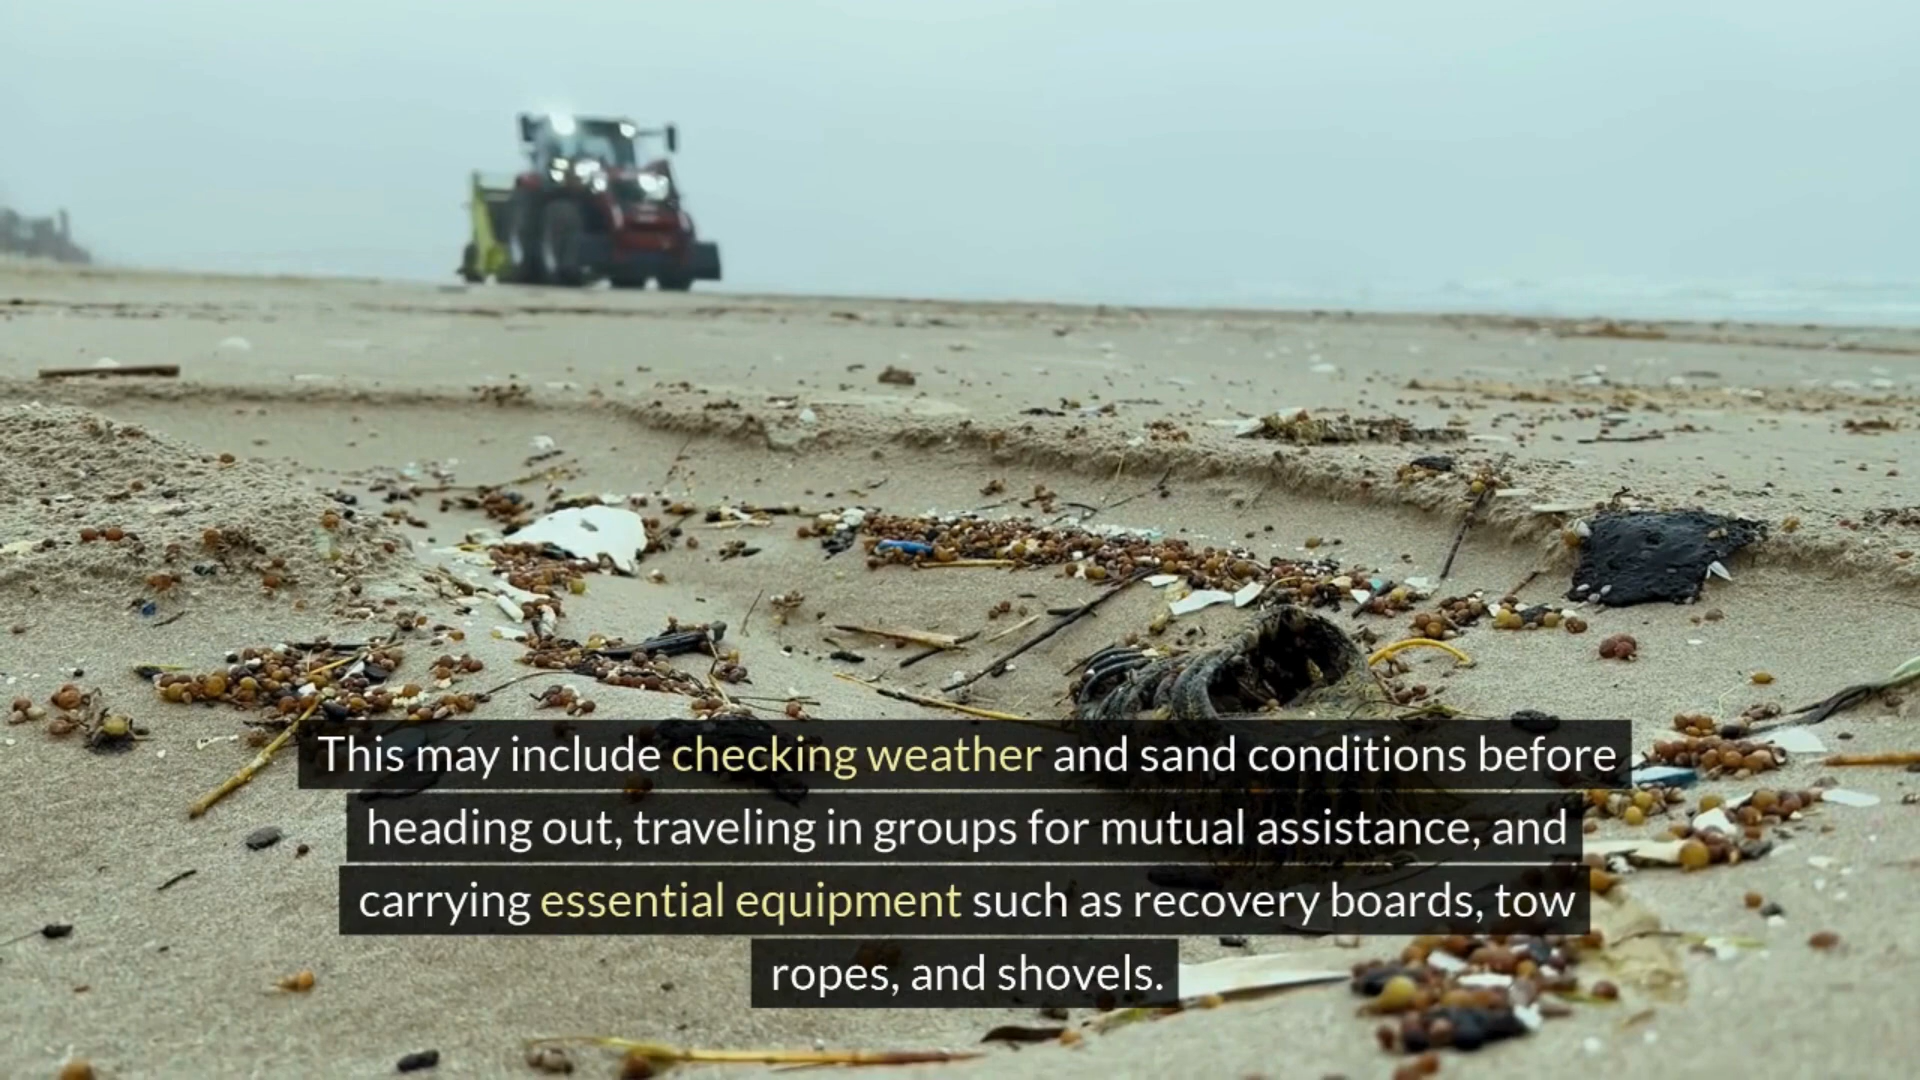 This may include checking weather and sand conditions before
heading out, traveling in groups for mutual assistance, and
carrying essential equipment such as recovery boards, tow
ropes, and shovels.